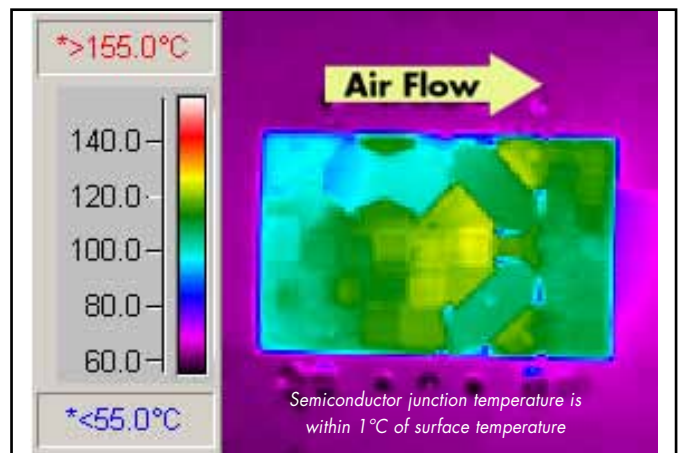 *>155.0°C
140.0
120.0
100.0
80.0
60.0
*<55.0°C
Air Flow
Semiconductor junction temperature is
within 1°C of surface temperature